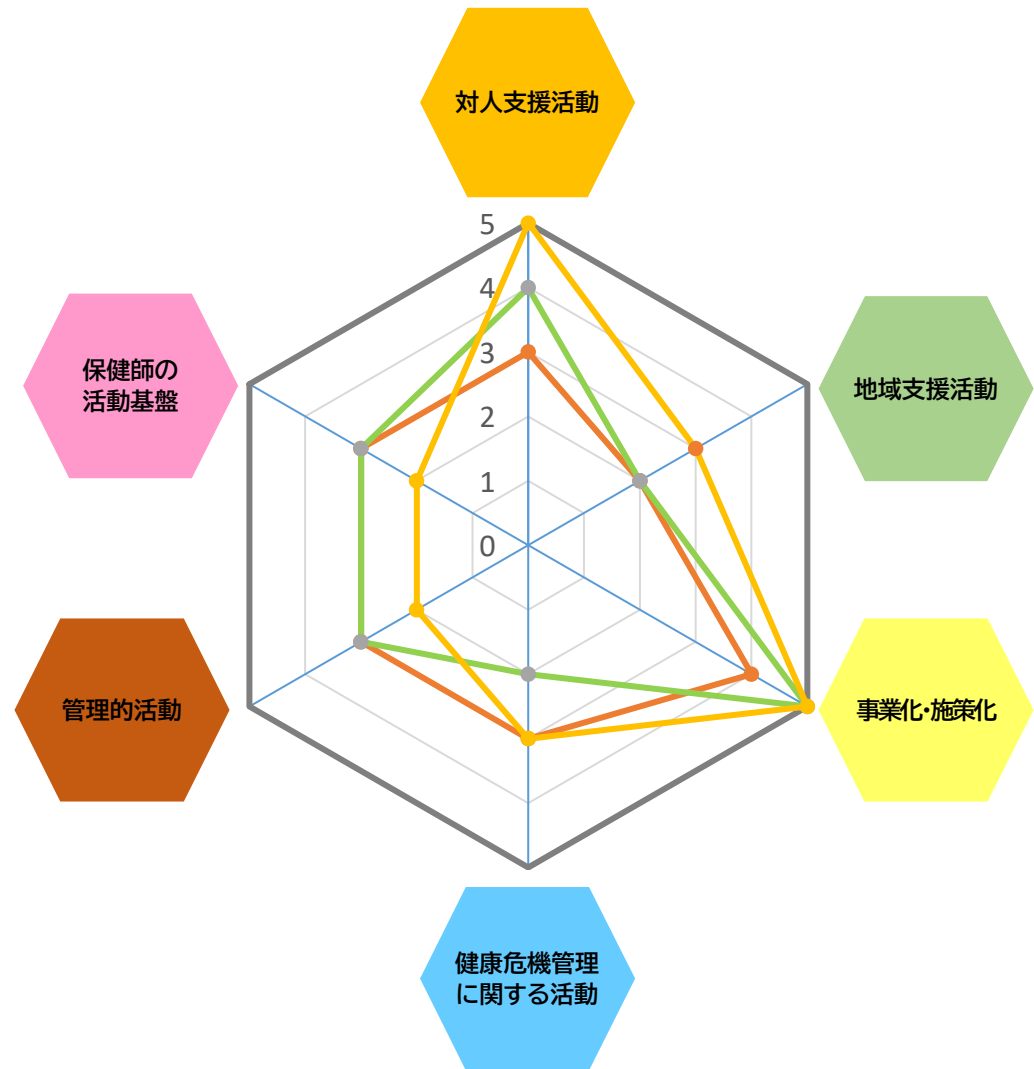 対人支援活動
5
4
3
2
1
0
保健師の
活動基盤
地域支援活動
管理的活動
事業化・施策化
健康危機管理
に関する活動